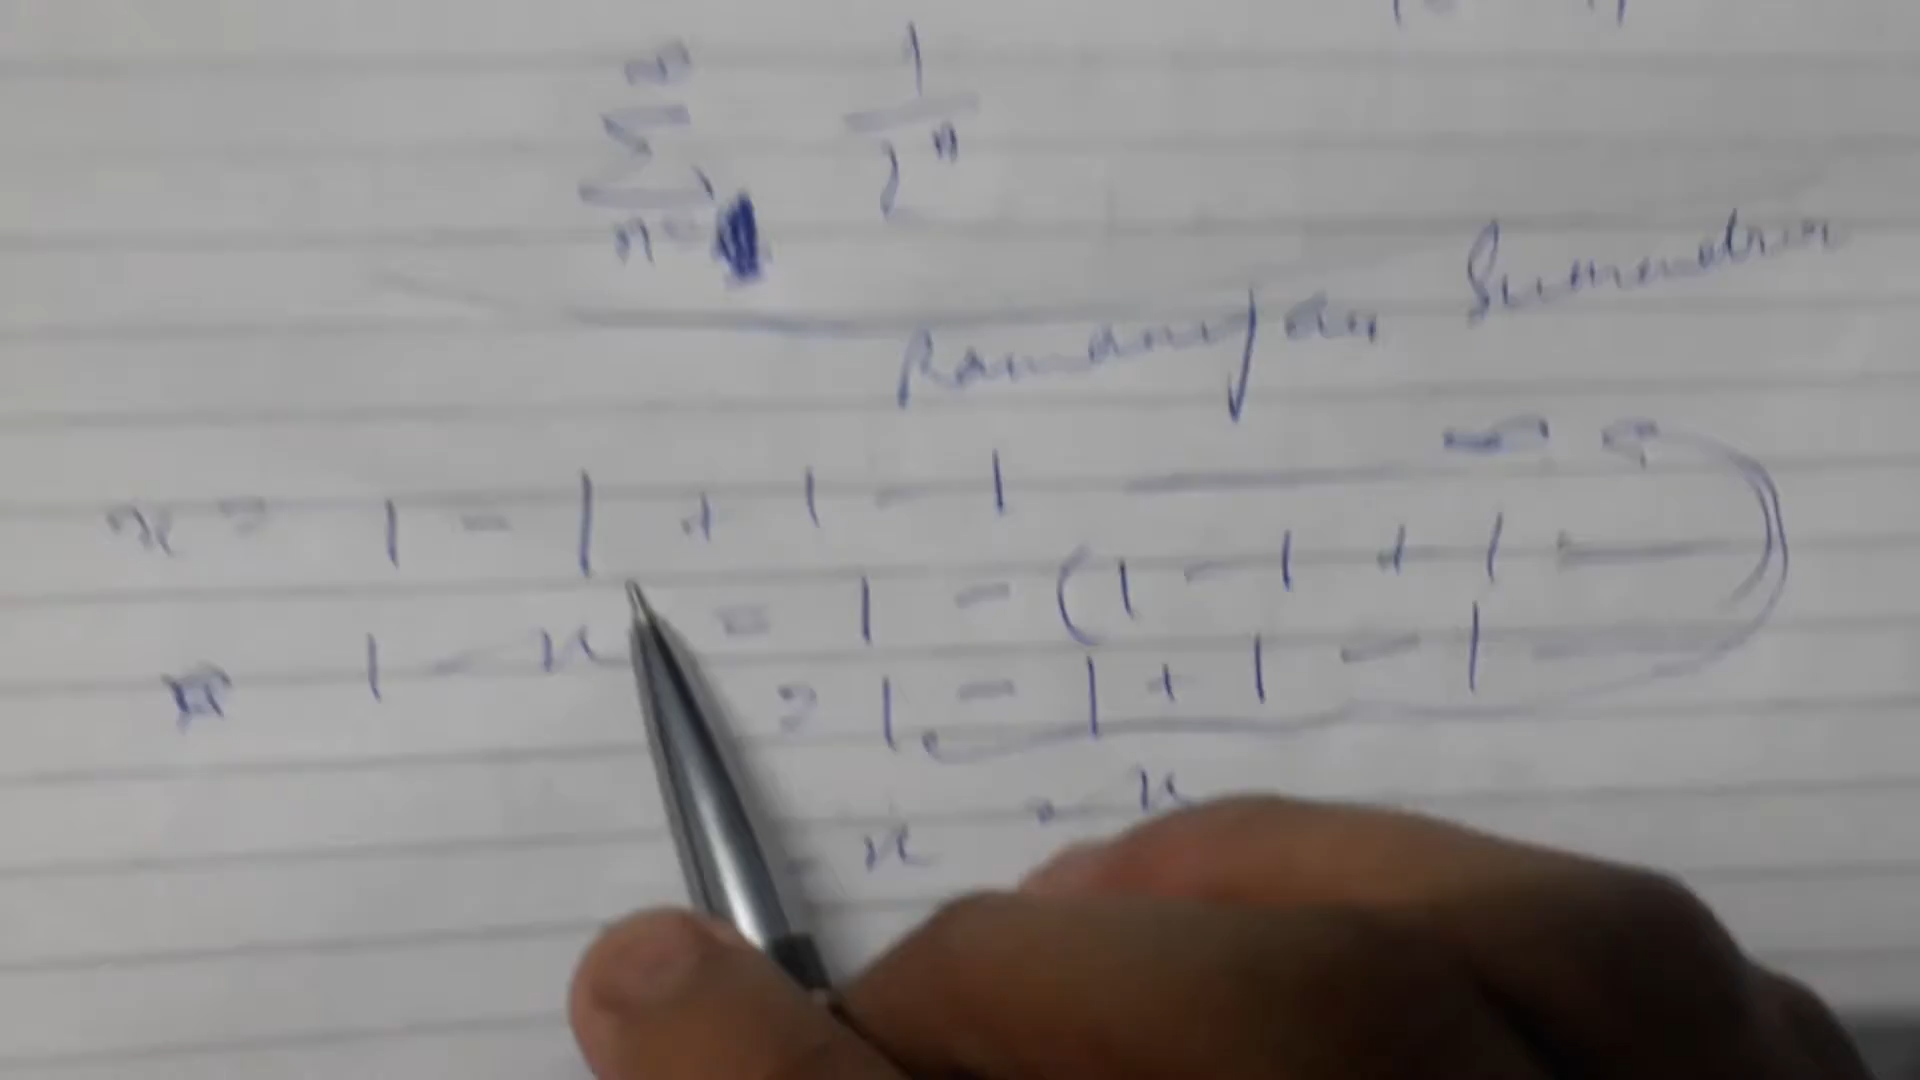 ∞
Σ 1/2ⁿ
n=
Ramanujan Summation
x = 1 - 1 + 1 - 1 — ∞
1 - x = 1 - (1 - 1 + 1 —
= 1 - 1 + 1 - 1 —
= x = x